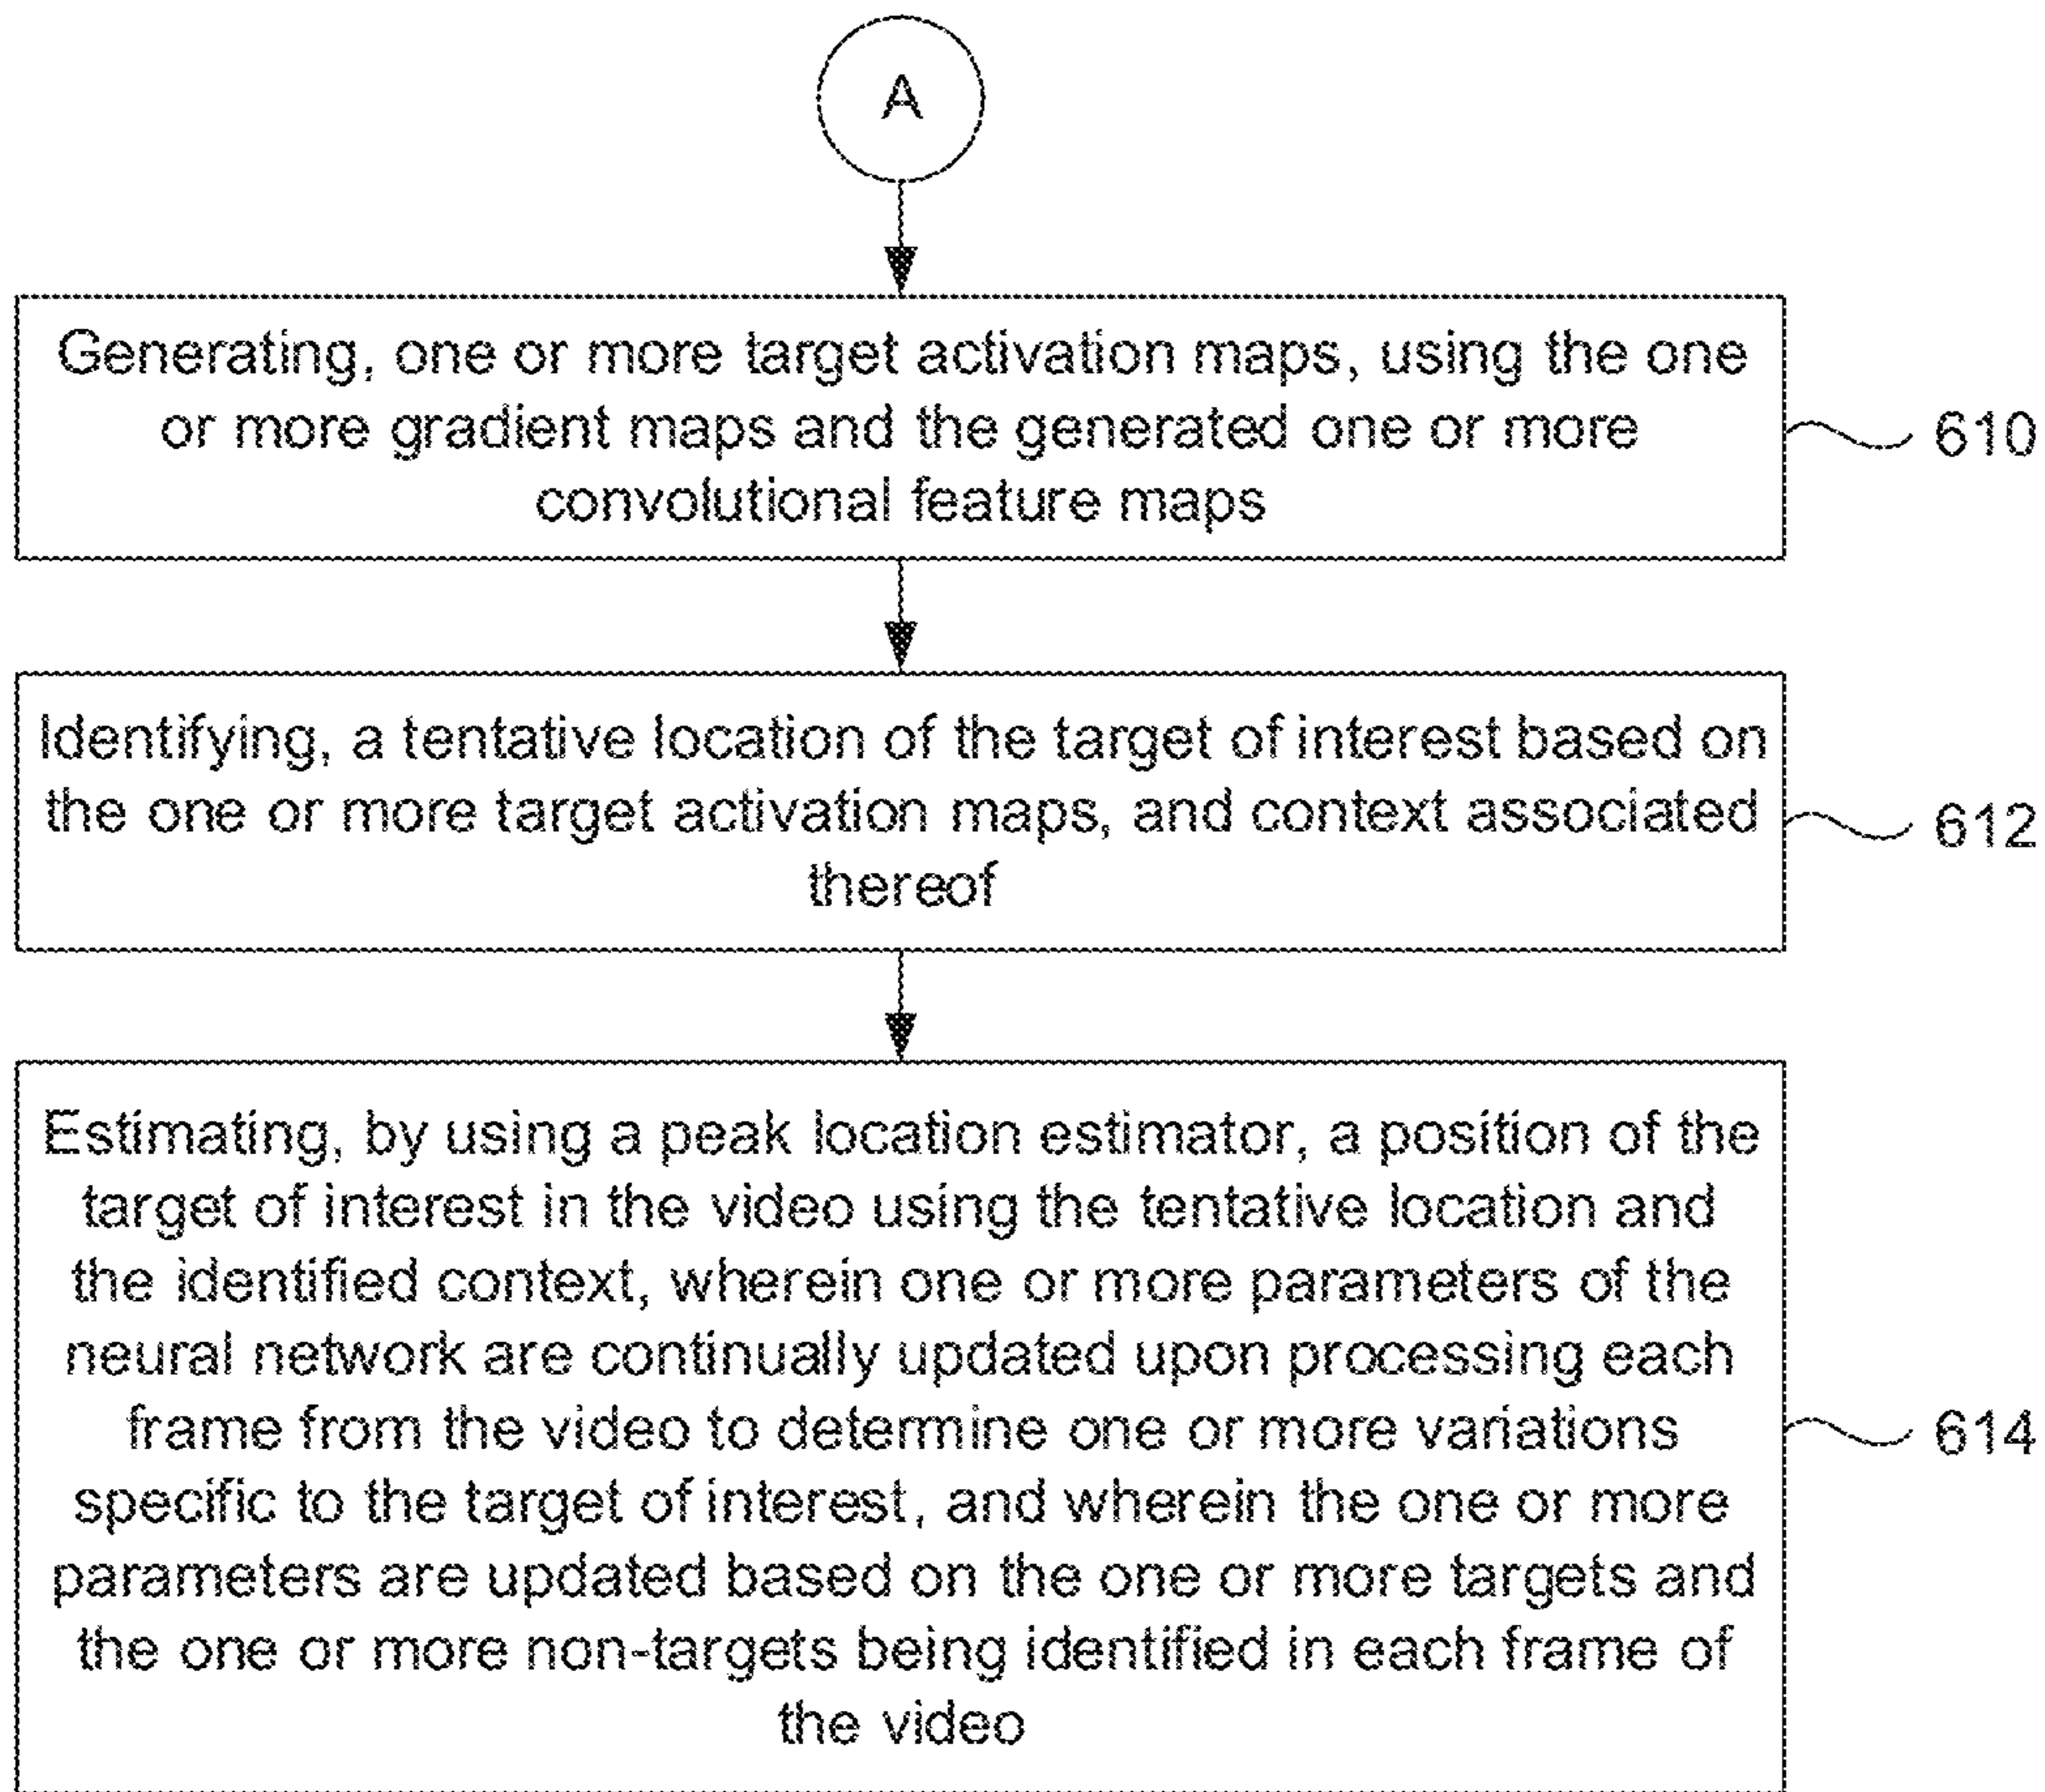 A
Generating, one or more target activation maps, using the one
or more gradient maps and the generated one or more
convolutional feature maps
610
Identifying, a tentative location of the target of interest based on
the one or more target activation maps, and context associated
thereof
612
Estimating, by using a peak location estimator, a position of the
target of interest in the video using the tentative location and
the identified context, wherein one or more parameters of the
neural network are continually updated upon processing each
frame from the video to determine one or more variations
specific to the target of interest, and wherein the one or more
parameters are updated based on the one or more targets and
the one or more non-targets being identified in each frame of
the video
614